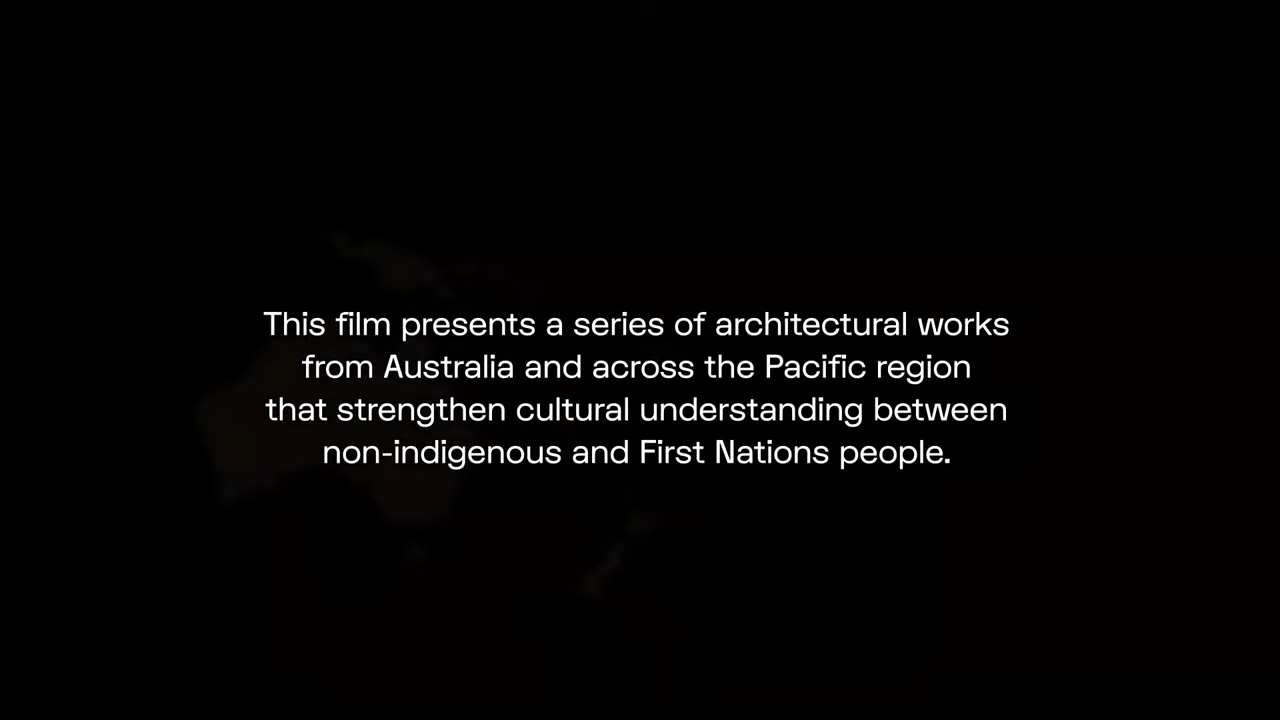 This film presents a series of architectural works
from Australia and across the Pacific region
that strengthen cultural understanding between
non-indigenous and First Nations people.